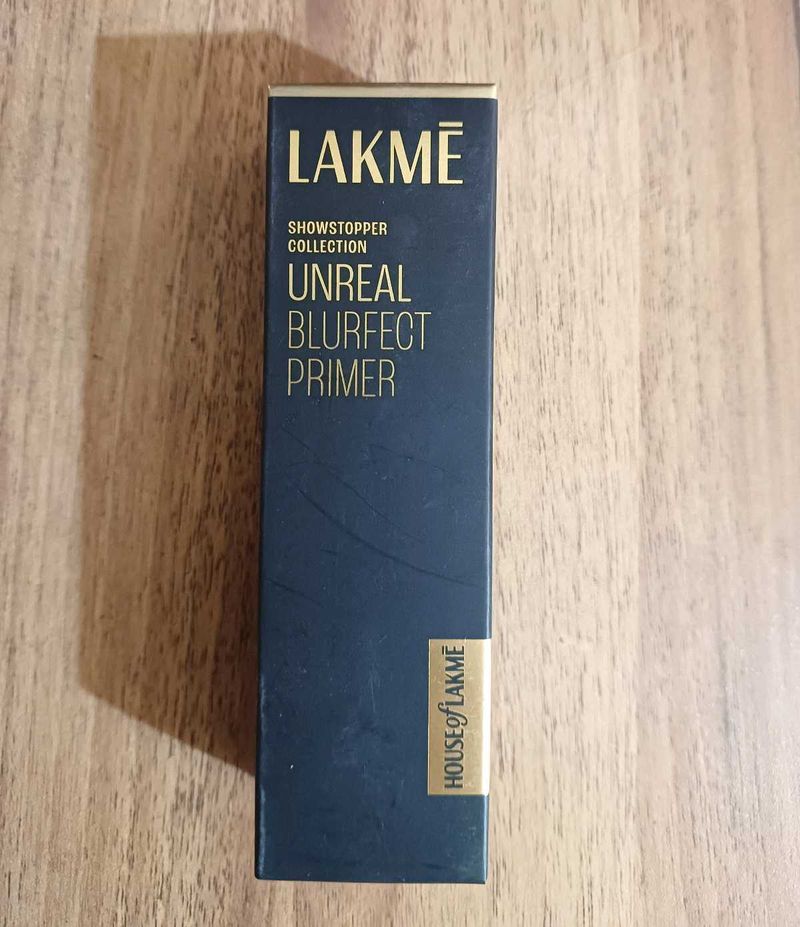 LAKMĒ
SHOWSTOPPER
COLLECTION
UNREAL
BLURFECT
PRIMER
HOUSE of LAKMĒ